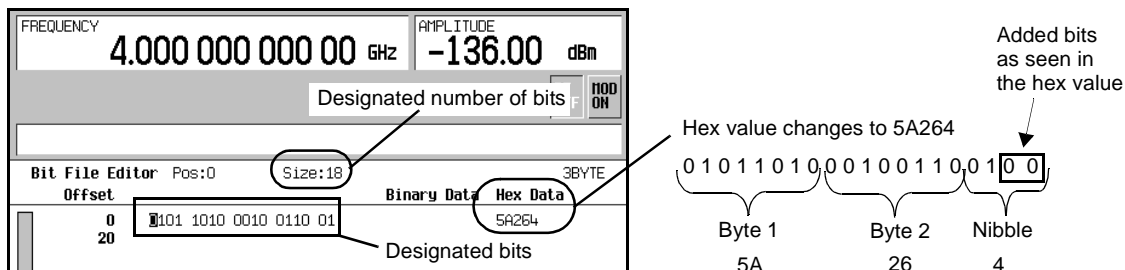 FREQUENCY
4.000 000 000 00 GHz
AMPLITUDE
-136.00 dBm
MOD
ON
F
Designated number of bits
Bit File Editor Pos:0 Size:18 3BYTE
Offset Binary Data Hex Data
0 0101 1010 0010 0110 01 5A264
20
Designated bits
Added bits
as seen in
the hex value
Hex value changes to 5A264
0 1 0 1 1 0 1 0 0 0 1 0 0 1 1 0 0 1 0 0
Byte 1 Byte 2 Nibble
5A 26 4